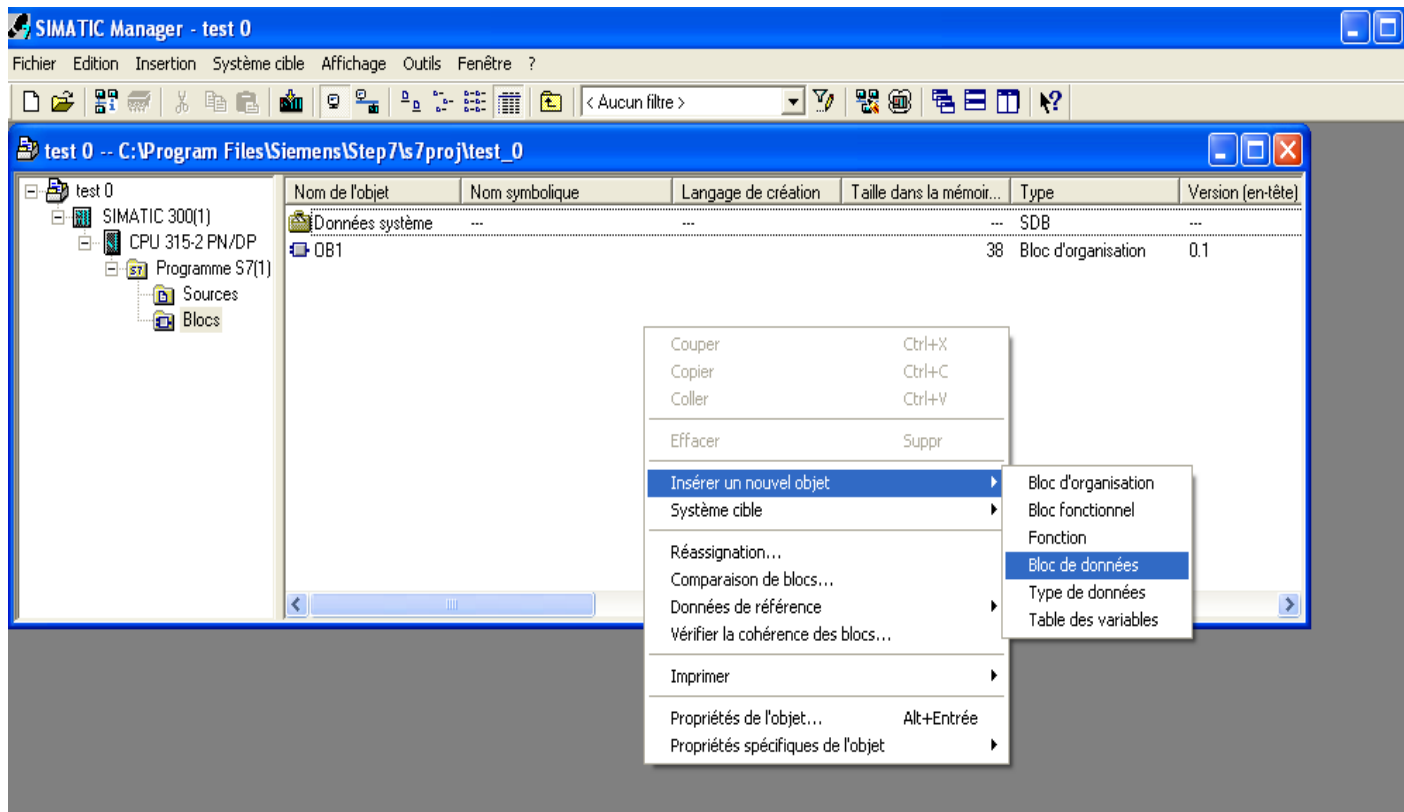 SIMATIC Manager - test 0
Fichier Edition Insertion Système cible Affichage Outils Fenêtre ?
< Aucun filtre >
test 0 -- C:\Program Files\Siemens\Step7\s7proj\test_0
test 0
SIMATIC 300(1)
CPU 315-2 PN/DP
Programme S7(1)
Sources
Blocs
Nom de l'objet Nom symbolique Langage de création Taille dans la mémoir... Type Version (en-tête)
Données système --- --- --- SDB ---
OB1 38 Bloc d'organisation 0.1
Couper Ctrl+X
Copier Ctrl+C
Coller Ctrl+V
Effacer Suppr
Insérer un nouvel objet
Système cible
Réassignation...
Comparaison de blocs...
Données de référence
Vérifier la cohérence des blocs...
Imprimer
Propriétés de l'objet... Alt+Entrée
Propriétés spécifiques de l'objet
Bloc d'organisation
Bloc fonctionnel
Fonction
Bloc de données
Type de données
Table des variables